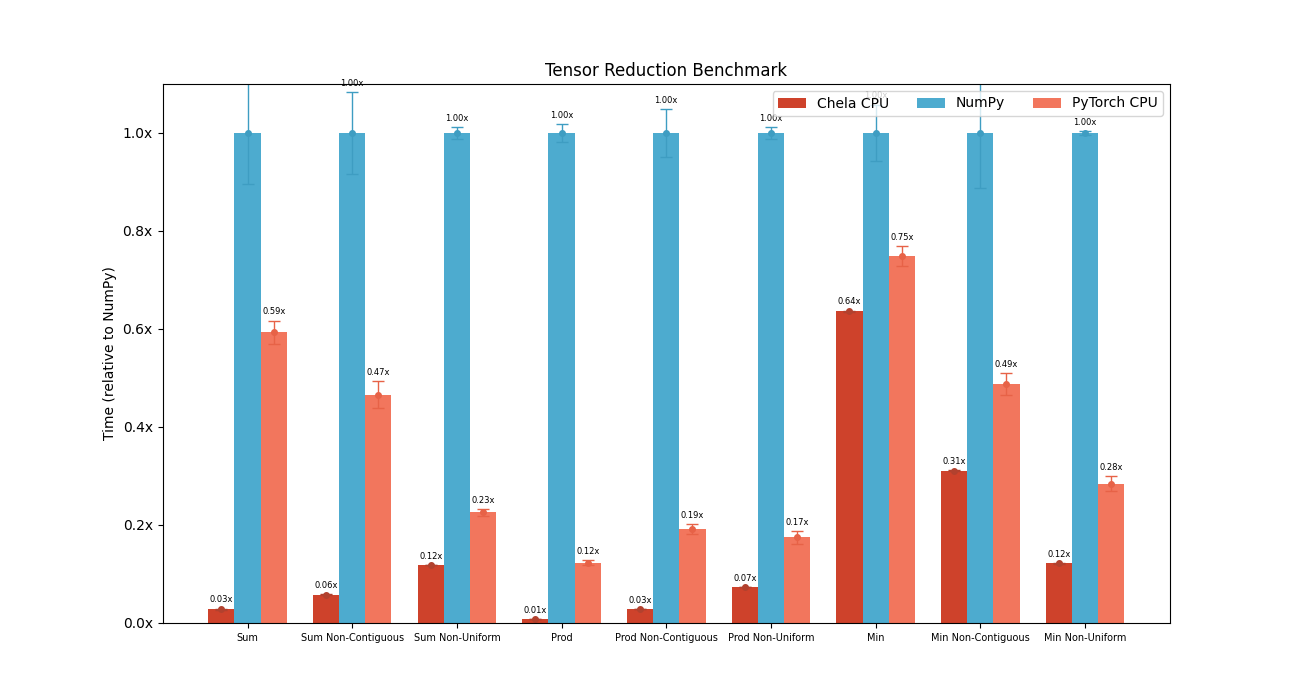 Tensor Reduction Benchmark
Chela CPU
NumPy
PyTorch CPU
Time (relative to NumPy)
1.0x
0.8x
0.6x
0.4x
0.2x
0.0x
0.03x
0.59x
0.06x
1.00x
0.47x
0.12x
1.00x
0.23x
0.01x
1.00x
0.12x
0.03x
1.00x
0.19x
0.07x
1.00x
0.17x
0.64x
1.00x
0.75x
0.31x
0.49x
0.12x
1.00x
0.28x
Sum
Sum Non-Contiguous
Sum Non-Uniform
Prod
Prod Non-Contiguous
Prod Non-Uniform
Min
Min Non-Contiguous
Min Non-Uniform